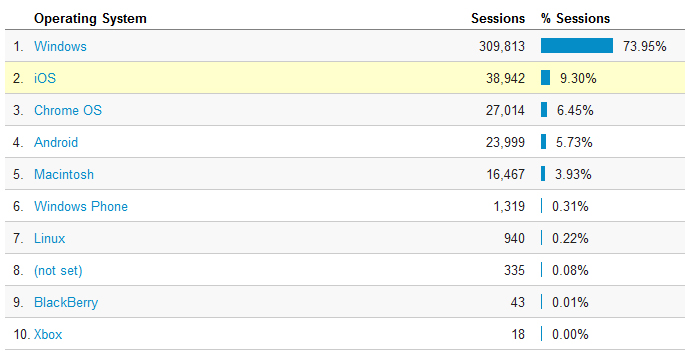 Operating System Sessions % Sessions
1. Windows 309,813 73.95%
2. iOS 38,942 9.30%
3. Chrome OS 27,014 6.45%
4. Android 23,999 5.73%
5. Macintosh 16,467 3.93%
6. Windows Phone 1,319 0.31%
7. Linux 940 0.22%
8. (not set) 335 0.08%
9. BlackBerry 43 0.01%
10. Xbox 18 0.00%